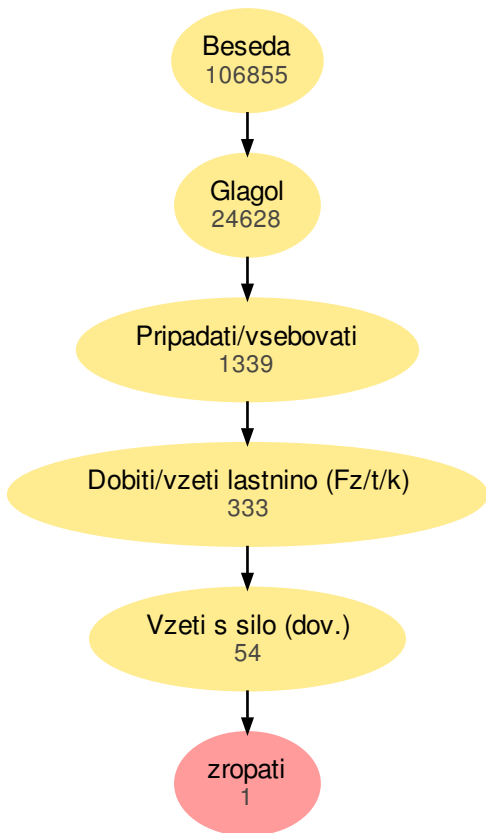 Beseda
106855
Glagol
24628
Pripadati/vsebovati
1339
Dobiti/vzeti lastnino (Fz/t/k)
333
Vzeti s silo (dov.)
54
zropati
1